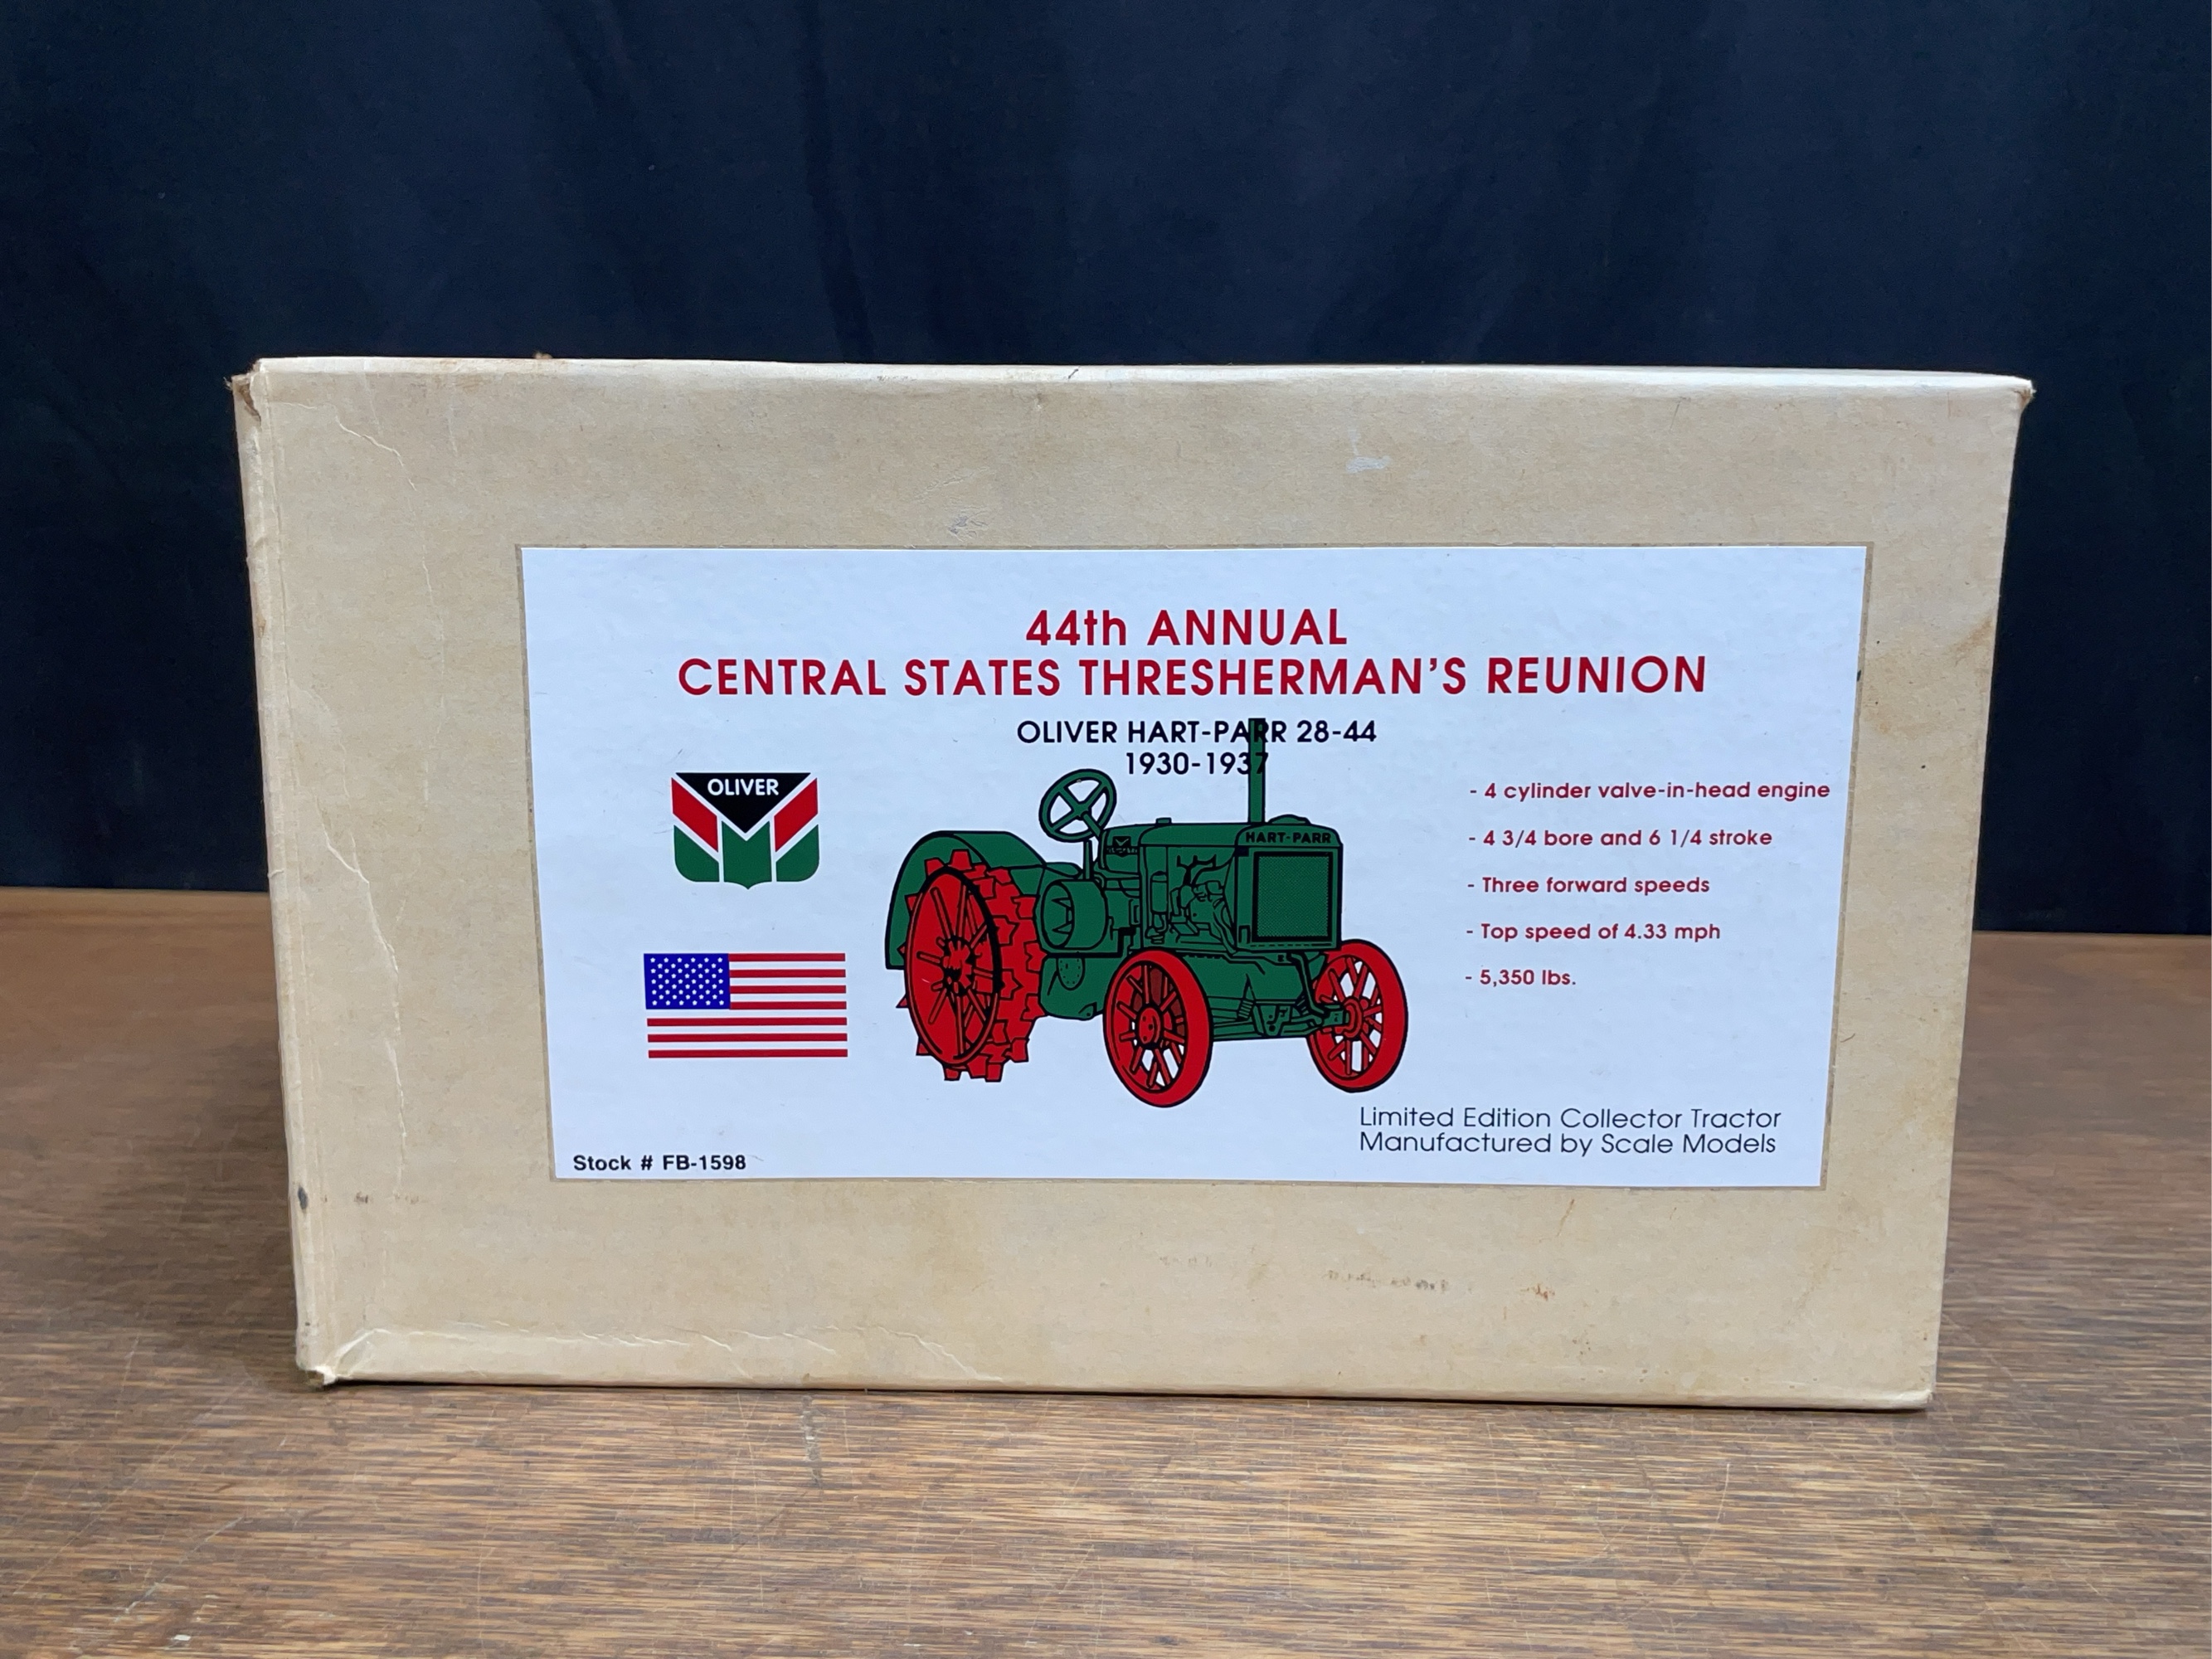 44th ANNUAL
CENTRAL STATES THRESHERMAN'S REUNION
OLIVER HART-PARR 28-44
1930-1937
OLIVER
HART-PARR
- 4 cylinder valve-in-head engine
- 4 3/4 bore and 6 1/4 stroke
- Three forward speeds
- Top speed of 4.33 mph
- 5,350 lbs.
Limited Edition Collector Tractor
Manufactured by Scale Models
Stock # FB-1598